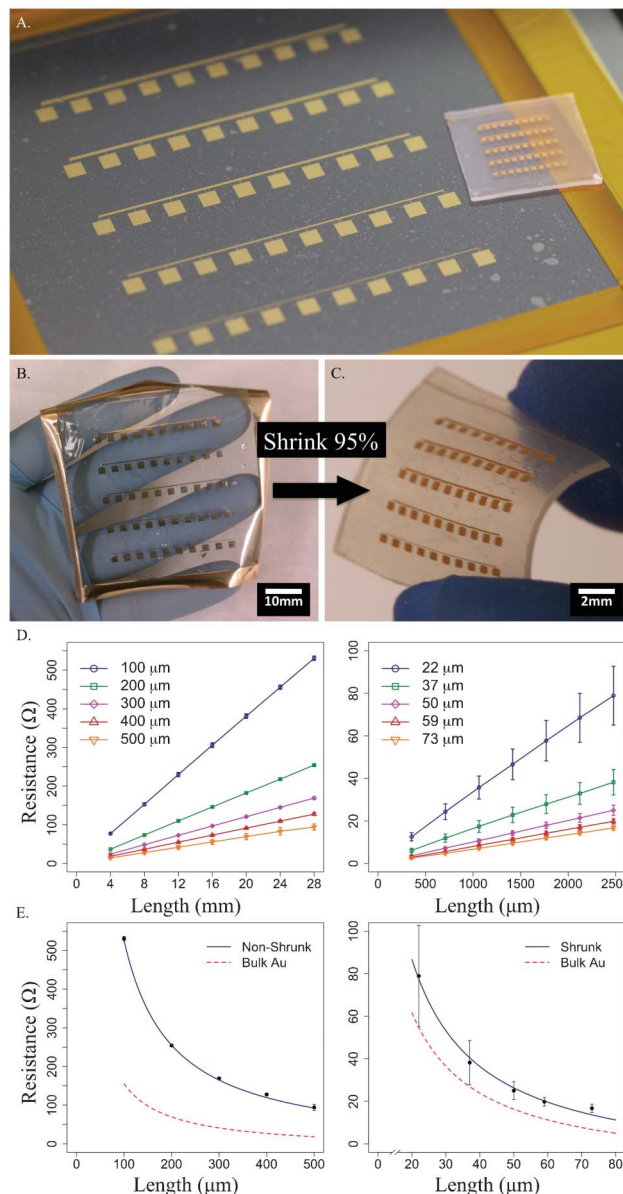 A.
B.
C.
Shrink 95%
10mm
2mm
D.
Resistance (Ω)
500
400
300
200
100
0
100 μm
200 μm
300 μm
400 μm
500 μm
0 4 8 12 16 20 24 28
Length (mm)
100
80
60
40
20
0
22 μm
37 μm
50 μm
59 μm
73 μm
0 500 1000 1500 2000 2500
Length (μm)
E.
Resistance (Ω)
500
400
300
200
100
0
Non-Shrunk
Bulk Au
0 100 200 300 400 500
Length (μm)
100
80
60
40
20
0
Shrunk
Bulk Au
0 20 30 40 50 60 70 80
Length (μm)